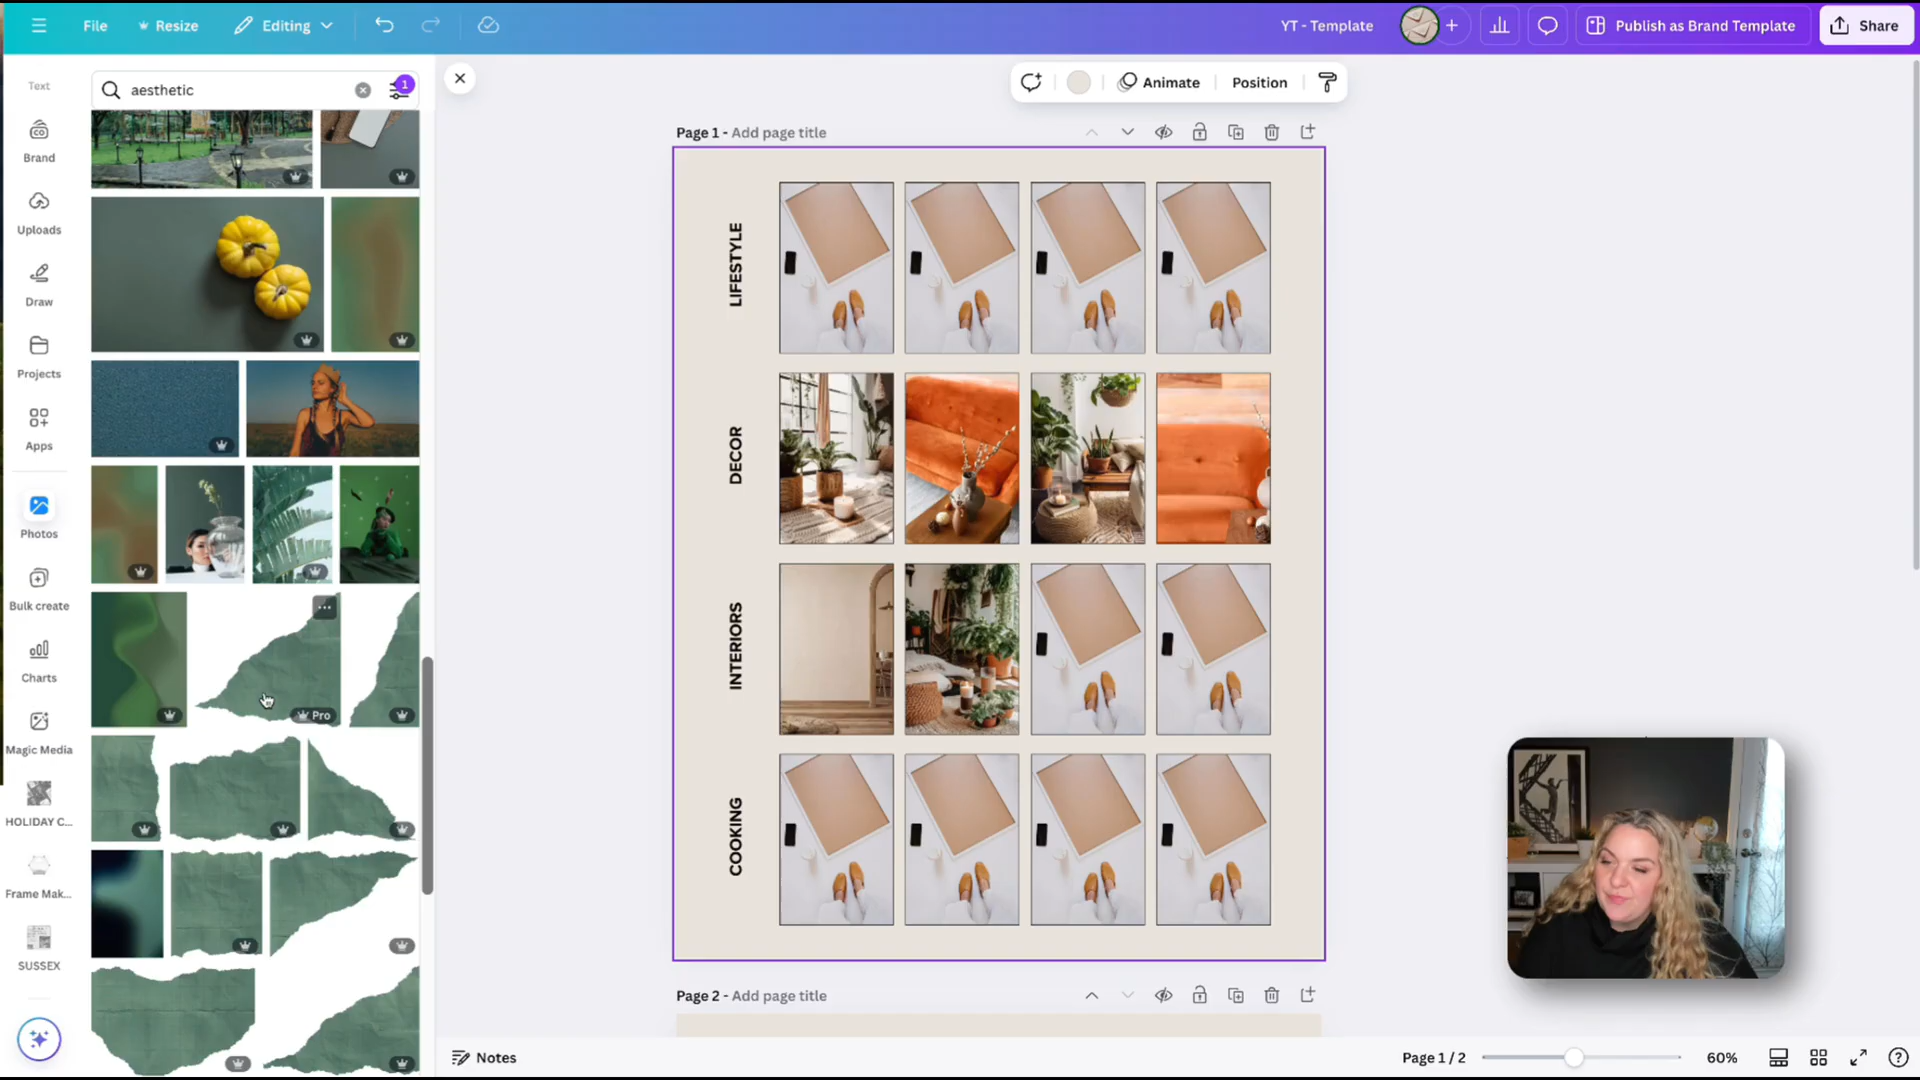 File
Resize
Editing
YT - Template
Publish as Brand Template
Share
Text
Brand
Uploads
Draw
Projects
Apps
Photos
Bulk create
Charts
Magic Media
HOLIDAY C...
Frame Mak...
SUSSEX
aesthetic
1
Pro
Animate
Position
Page 1 - Add page title
LIFESTYLE
DECOR
INTERIORS
COOKING
Page 2 - Add page title
Notes
Page 1 / 2
60%